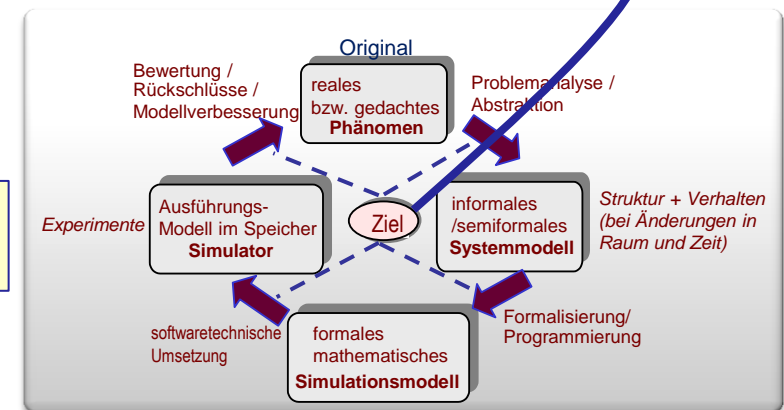 Original
Bewertung /
Rückschlüsse /
Modellverbesserung
reales
bzw. gedachtes
Phänomen
Problemanalyse /
Abstraktion
Experimente
Ausführungs-
Modell im Speicher
Simulator
Ziel
informales
/semiformales
Systemmodell
Struktur + Verhalten
(bei Änderungen in
Raum und Zeit)
softwaretechnische
Umsetzung
formales
mathematisches
Simulationsmodell
Formalisierung/
Programmierung